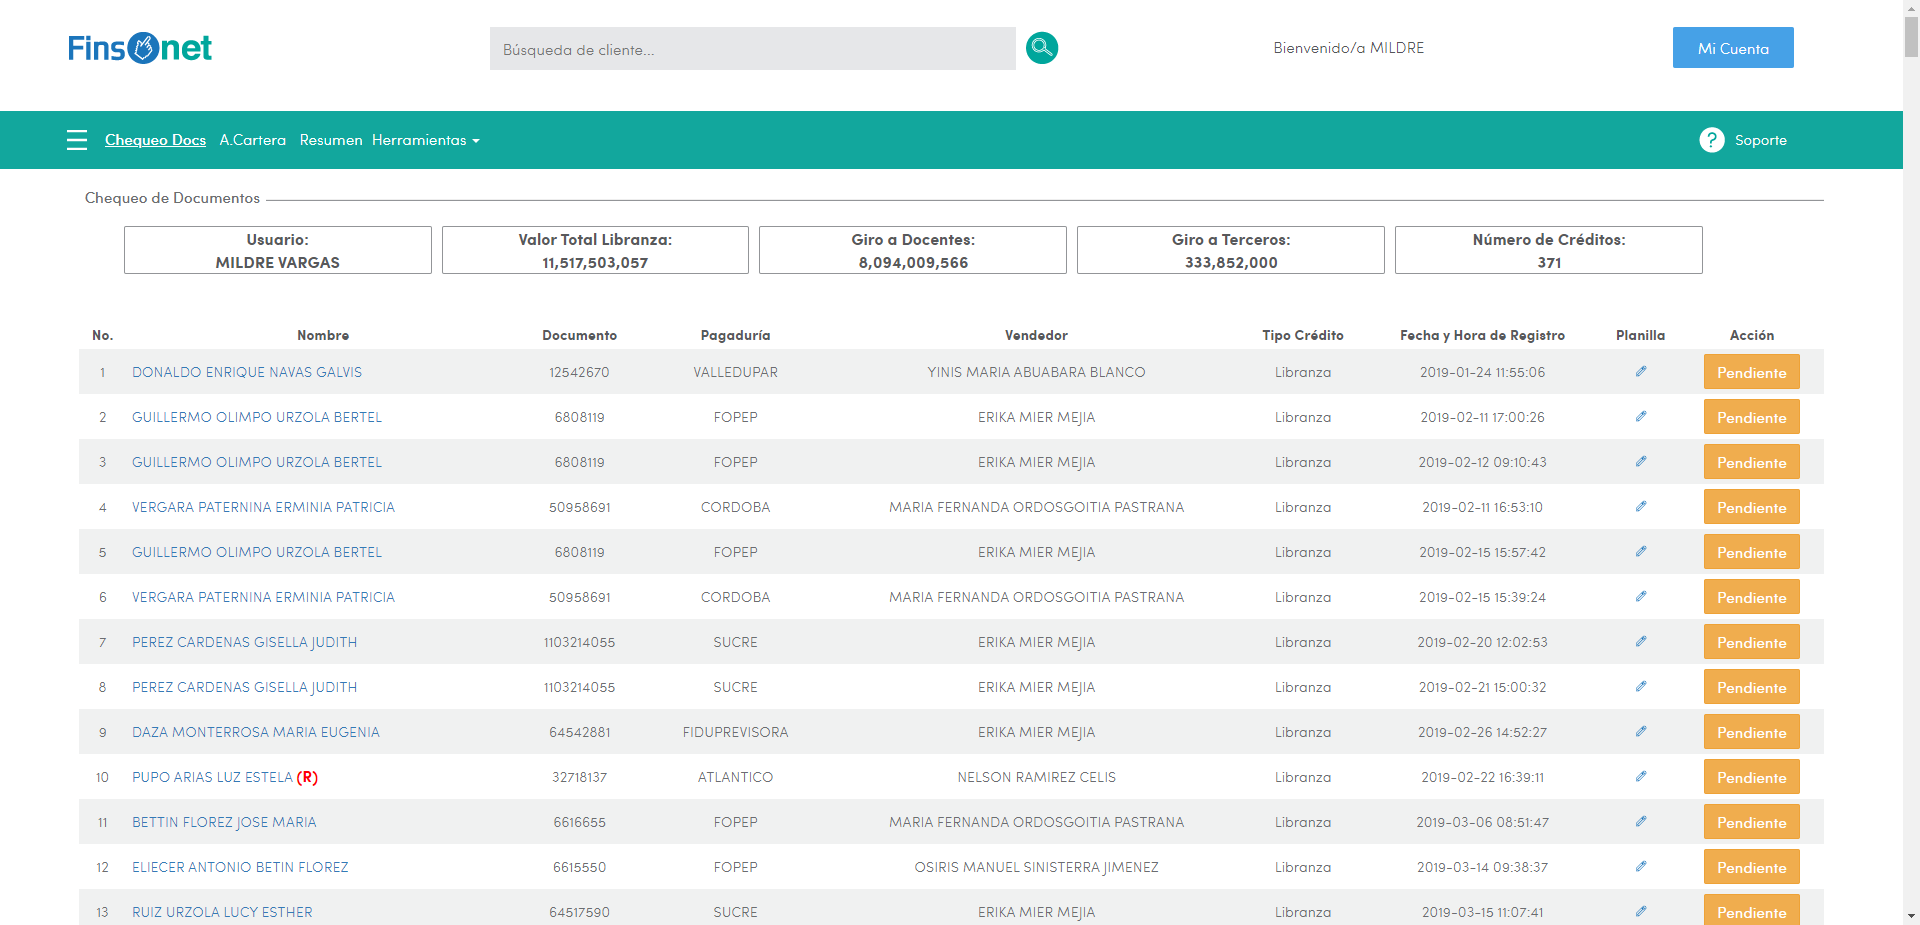 Finsonet
Búsqueda de cliente...
Bienvenido/a MILDRE
Mi Cuenta
Chequeo Docs A.Cartera Resumen Herramientas
? Soporte
Chequeo de Documentos
Usuario: Valor Total Libranza: Giro a Docentes: Giro a Terceros: Número de Créditos:
MILDRE VARGAS 11,517,503,057 8,094,009,566 333,852,000 371
No. Nombre Documento Pagaduría Vendedor Tipo Crédito Fecha y Hora de Registro Planilla Acción
1 DONALDO ENRIQUE NAVAS GALVIS 12542670 VALLEDUPAR YINIS MARIA ABUABARA BLANCO Libranza 2019-01-24 11:55:06 Pendiente
2 GUILLERMO OLIMPO URZOLA BERTEL 6808119 FOPEP ERIKA MIER MEJIA Libranza 2019-02-11 17:00:26 Pendiente
3 GUILLERMO OLIMPO URZOLA BERTEL 6808119 FOPEP ERIKA MIER MEJIA Libranza 2019-02-12 09:10:43 Pendiente
4 VERGARA PATERNINA ERMINIA PATRICIA 50958691 CORDOBA MARIA FERNANDA ORDOSGOITIA PASTRANA Libranza 2019-02-11 16:53:10 Pendiente
5 GUILLERMO OLIMPO URZOLA BERTEL 6808119 FOPEP ERIKA MIER MEJIA Libranza 2019-02-15 15:57:42 Pendiente
6 VERGARA PATERNINA ERMINIA PATRICIA 50958691 CORDOBA MARIA FERNANDA ORDOSGOITIA PASTRANA Libranza 2019-02-15 15:39:24 Pendiente
7 PEREZ CARDENAS GISELLA JUDITH 1103214055 SUCRE ERIKA MIER MEJIA Libranza 2019-02-20 12:02:53 Pendiente
8 PEREZ CARDENAS GISELLA JUDITH 1103214055 SUCRE ERIKA MIER MEJIA Libranza 2019-02-21 15:00:32 Pendiente
9 DAZA MONTERROSA MARIA EUGENIA 64542881 FIDUPREVISORA ERIKA MIER MEJIA Libranza 2019-02-26 14:52:27 Pendiente
10 PUPO ARIAS LUZ ESTELA (R) 32718137 ATLANTICO NELSON RAMIREZ CELIS Libranza 2019-02-22 16:39:11 Pendiente
11 BETTIN FLOREZ JOSE MARIA 6616655 FOPEP MARIA FERNANDA ORDOSGOITIA PASTRANA Libranza 2019-03-06 08:51:47 Pendiente
12 ELIECER ANTONIO BETIN FLOREZ 6615550 FOPEP OSIRIS MANUEL SINISTERRA JIMENEZ Libranza 2019-03-14 09:38:37 Pendiente
13 RUIZ URZOLA LUCY ESTHER 64517590 SUCRE ERIKA MIER MEJIA Libranza 2019-03-15 11:07:41 Pendiente